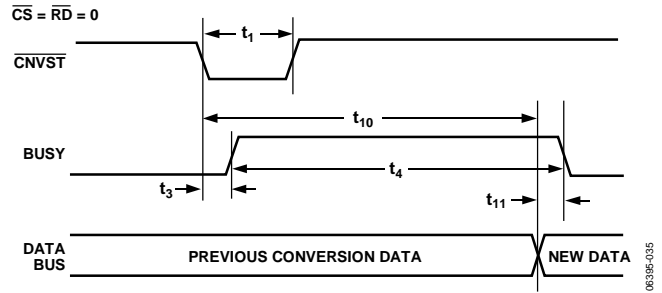 CS = RD = 0
CNVST
t1
t10
BUSY
t4
t3
t11
DATA BUS
PREVIOUS CONVERSION DATA
NEW DATA
06395-035